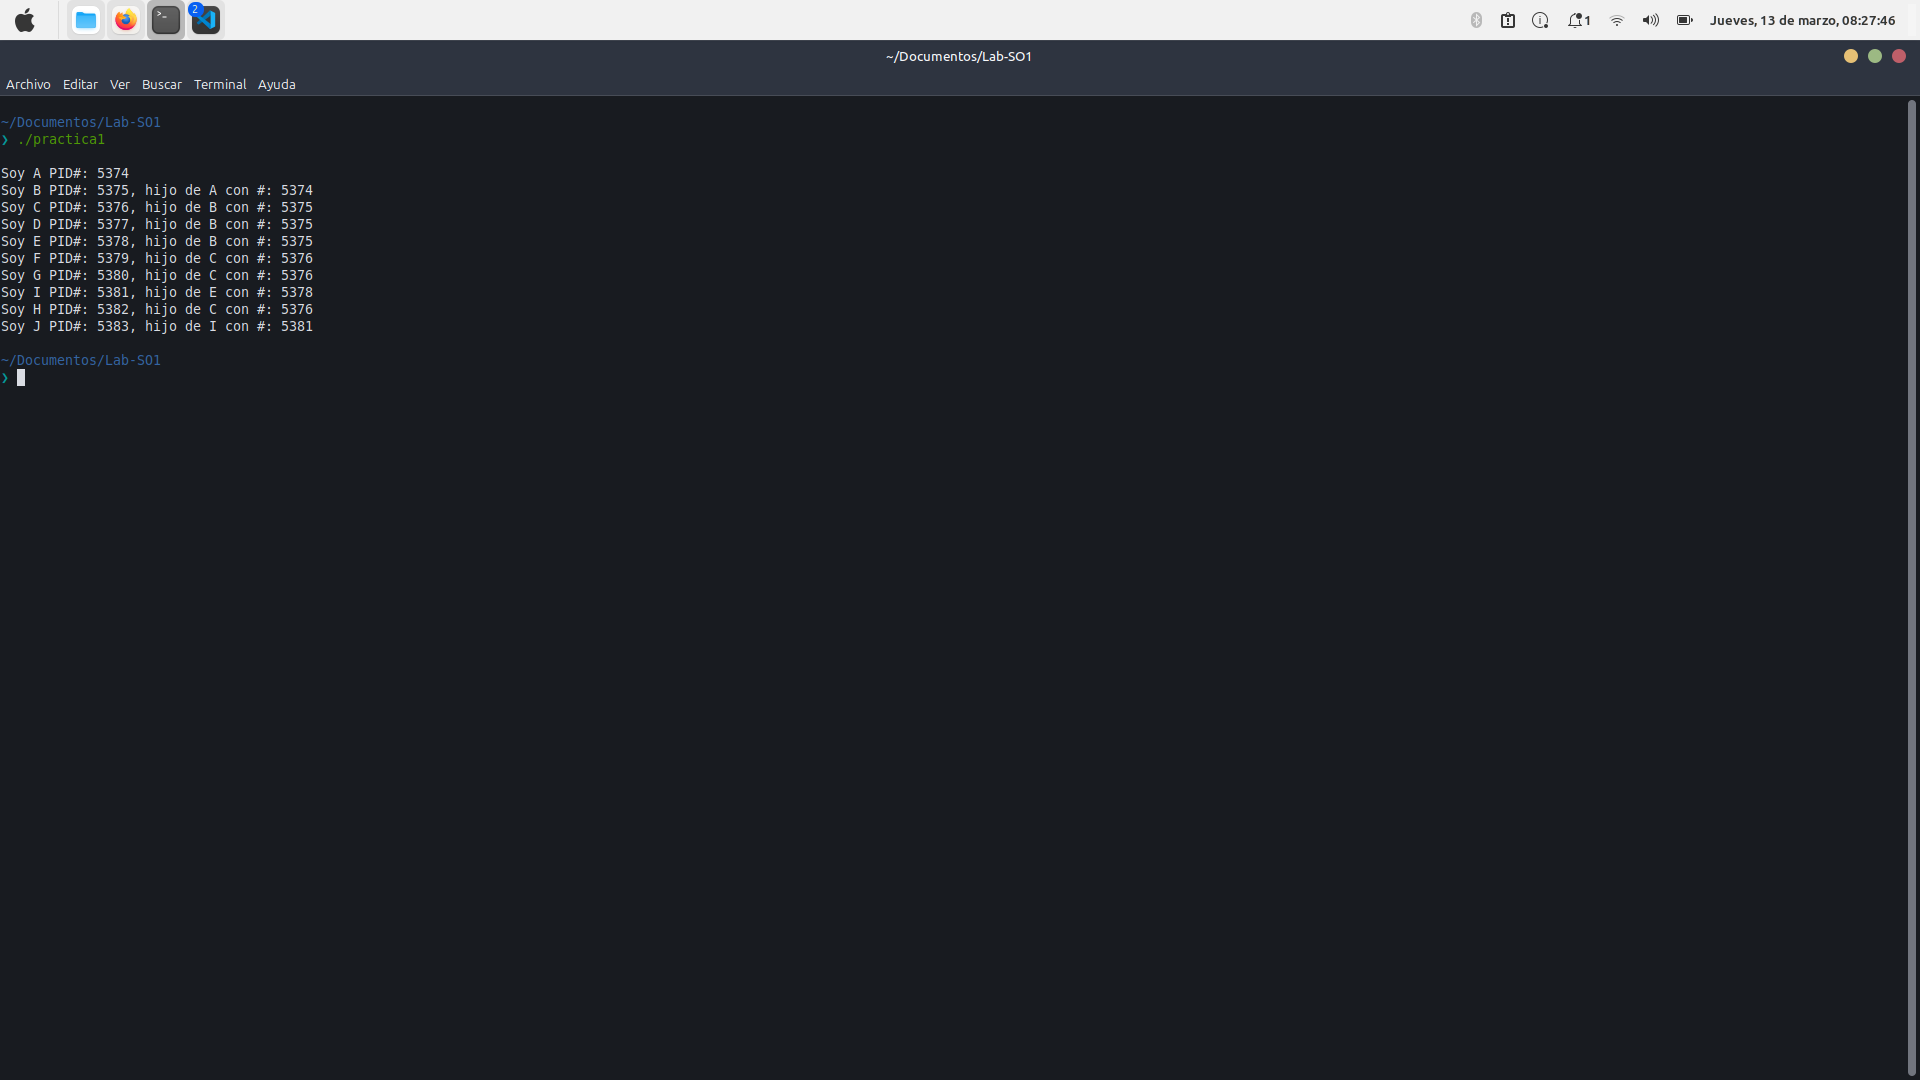 2
1
Jueves, 13 de marzo, 08:27:46
~/Documentos/Lab-SO1
Archivo Editar Ver Buscar Terminal Ayuda
~/Documentos/Lab-SO1
❯ ./practica1
Soy A PID#: 5374
Soy B PID#: 5375, hijo de A con #: 5374
Soy C PID#: 5376, hijo de B con #: 5375
Soy D PID#: 5377, hijo de B con #: 5375
Soy E PID#: 5378, hijo de B con #: 5375
Soy F PID#: 5379, hijo de C con #: 5376
Soy G PID#: 5380, hijo de C con #: 5376
Soy I PID#: 5381, hijo de E con #: 5378
Soy H PID#: 5382, hijo de C con #: 5376
Soy J PID#: 5383, hijo de I con #: 5381
~/Documentos/Lab-SO1
❯